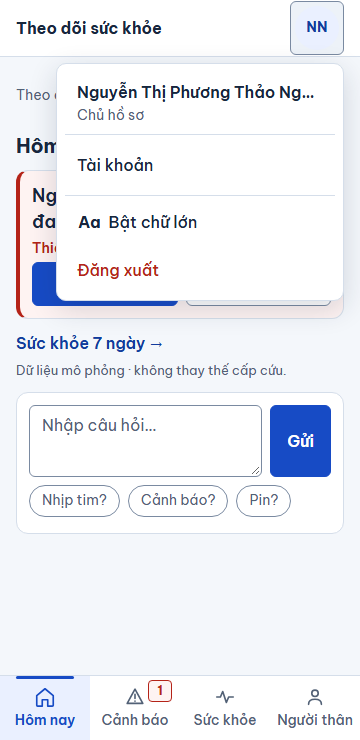 Theo dõi sức khỏe
NN
Theo
Nguyễn Thị Phương Thảo Ng...
Chủ hồ sơ
Tài khoản
Aa Bật chữ lớn
Đăng xuất
Sức khỏe 7 ngày →
Dữ liệu mô phỏng · không thay thế cấp cứu.
Nhập câu hỏi...
Gửi
Nhịp tim?
Cảnh báo?
Pin?
1
Hôm nay
Cảnh báo
Sức khỏe
Người thân